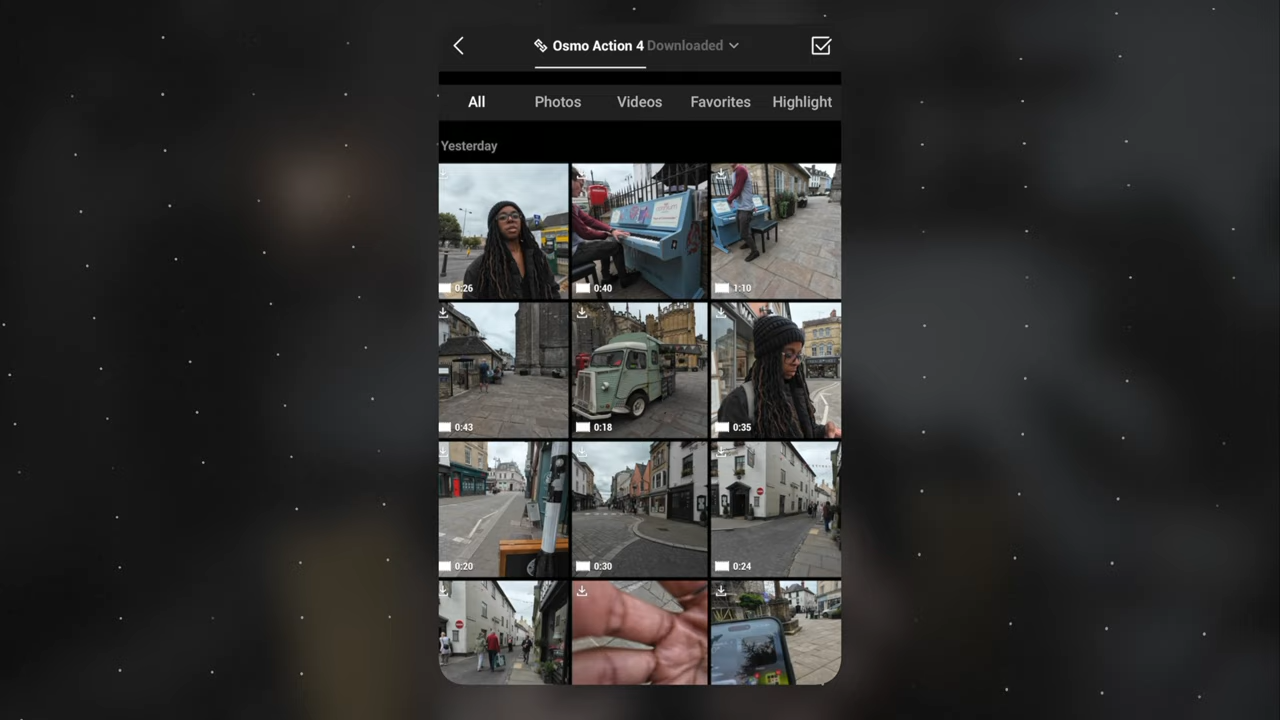 Osmo Action 4 Downloaded
All Photos Videos Favorites Highlight
Yesterday
0:26 0:40 1:10
0:43 0:18 0:35
0:20 0:30 0:24